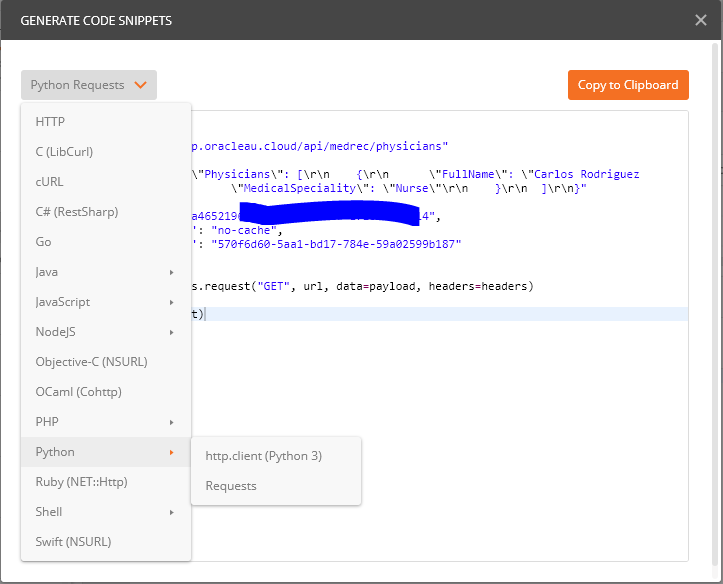 GENERATE CODE SNIPPETS
Python Requests
Copy to Clipboard
HTTP
C (LibCurl)
cURL
C# (RestSharp)
Go
Java
JavaScript
NodeJS
Objective-C (NSURL)
OCaml (Cohttp)
PHP
Python
Ruby (NET::Http)
Shell
Swift (NSURL)
http.client (Python 3)
Requests
p.oracleau.cloud/api/medrec/physicians"
\"Physicians\": [\r\n    {\r\n      \"FullName\": \"Carlos Rodriguez
\"MedicalSpeciality\": \"Nurse\"\r\n    }\r\n  ]\r\n}"
a465219
4",
': "no-cache",
': "570f6d60-5aa1-bd17-784e-59a02599b187"
s.request("GET", url, data=payload, headers=headers)
t)